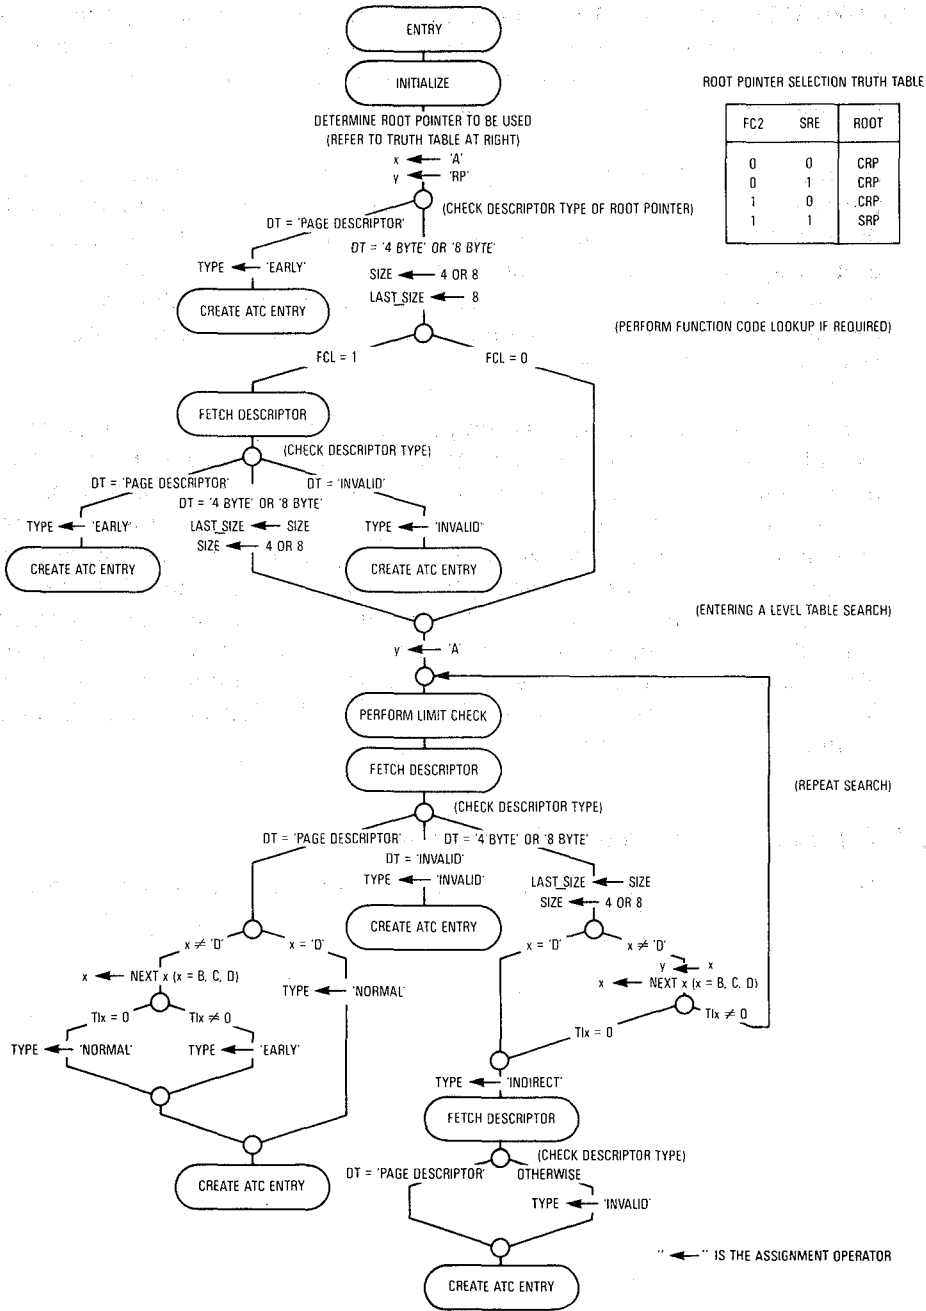 ENTRY
INITIALIZE
DETERMINE ROOT POINTER TO BE USED
(REFER TO TRUTH TABLE AT RIGHT)
x ← 'A'
y ← 'RP'
ROOT POINTER SELECTION TRUTH TABLE
FC2 SRE ROOT
0 0 CRP
0 1 CRP
1 0 CRP
1 1 SRP
(CHECK DESCRIPTOR TYPE OF ROOT POINTER)
DT = 'PAGE DESCRIPTOR'
DT = '4 BYTE' OR '8 BYTE'
TYPE ← 'EARLY'
SIZE ← 4 OR 8
LAST_SIZE ← 8
CREATE ATC ENTRY
(PERFORM FUNCTION CODE LOOKUP IF REQUIRED)
FCL = 1
FCL = 0
FETCH DESCRIPTOR
(CHECK DESCRIPTOR TYPE)
DT = 'PAGE DESCRIPTOR'
DT = 'INVALID'
DT = '4 BYTE' OR '8 BYTE'
TYPE ← 'EARLY'
LAST_SIZE ← SIZE
TYPE ← 'INVALID'
SIZE ← 4 OR 8
CREATE ATC ENTRY
CREATE ATC ENTRY
(ENTERING A LEVEL TABLE SEARCH)
y ← 'A'
PERFORM LIMIT CHECK
FETCH DESCRIPTOR
(REPEAT SEARCH)
(CHECK DESCRIPTOR TYPE)
DT = 'PAGE DESCRIPTOR'
DT = '4 BYTE' OR '8 BYTE'
DT = 'INVALID'
TYPE ← 'INVALID'
LAST_SIZE ← SIZE
SIZE ← 4 OR 8
CREATE ATC ENTRY
x ≠ 'D'
x = 'D'
x = 'D'
x ≠ 'D'
y ← x
x ← NEXT x (x = B, C, D)
x ← NEXT x (x = B, C, D)
TYPE ← 'NORMAL'
TIx = 0
TIx ≠ 0
TIx = 0
TIx ≠ 0
TYPE ← 'NORMAL'
TYPE ← 'EARLY'
TYPE ← 'INDIRECT'
FETCH DESCRIPTOR
(CHECK DESCRIPTOR TYPE)
DT = 'PAGE DESCRIPTOR'
OTHERWISE
CREATE ATC ENTRY
TYPE ← 'INVALID'
"←" IS THE ASSIGNMENT OPERATOR
CREATE ATC ENTRY